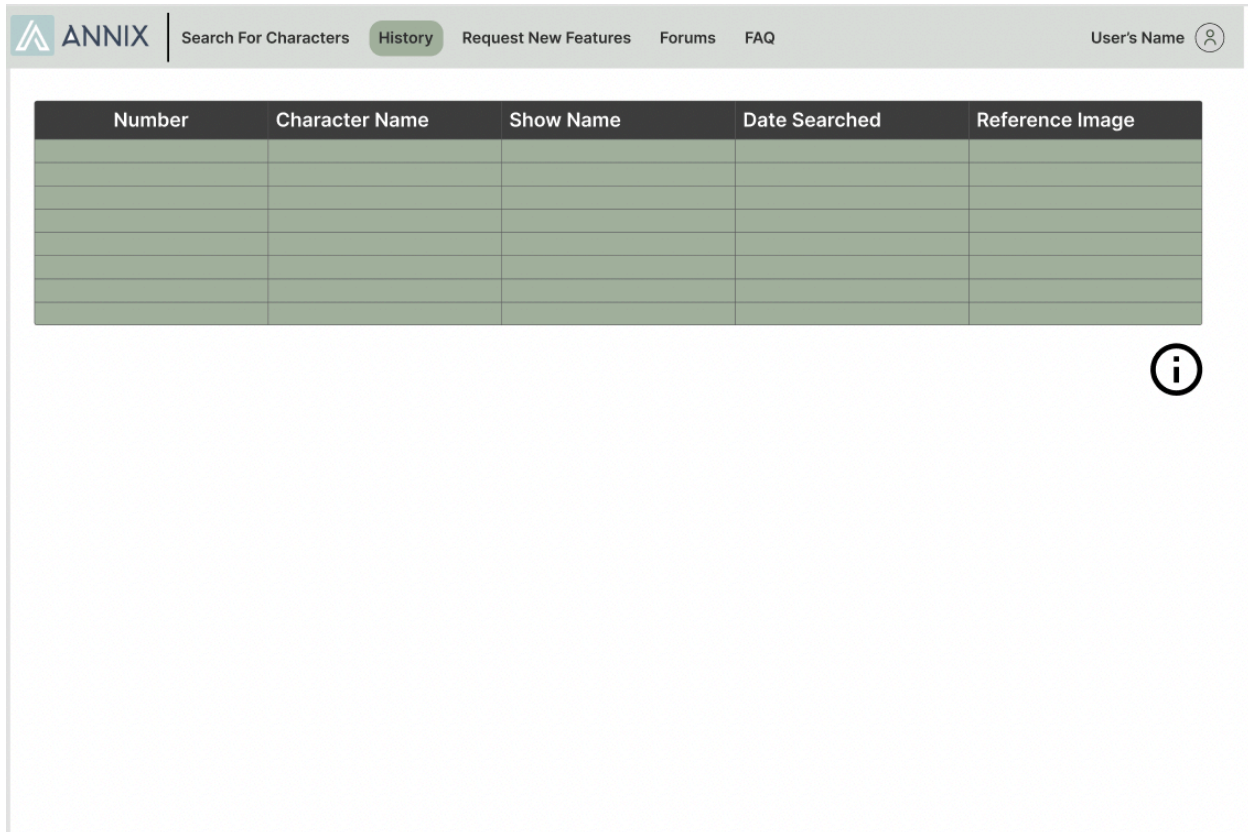 ANNIX Search For Characters History Request New Features Forums FAQ User's Name
Number Character Name Show Name Date Searched Reference Image
i